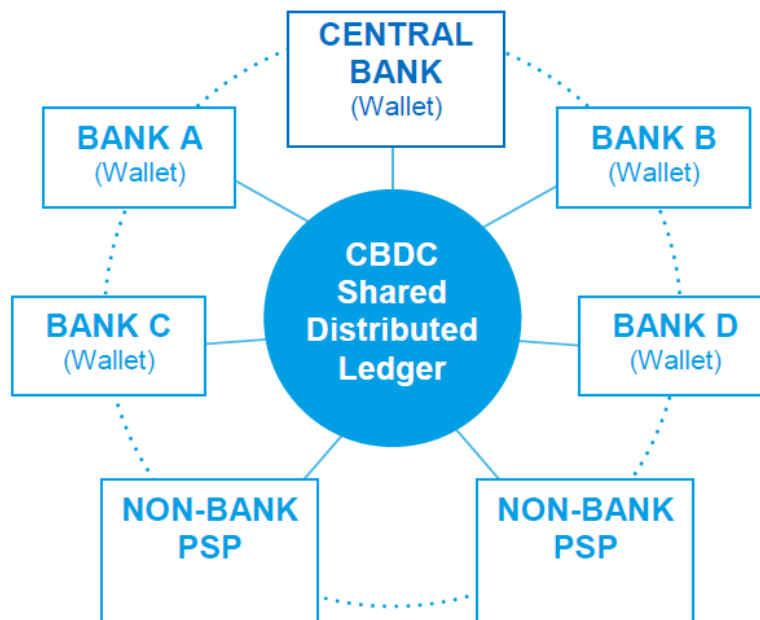 CENTRAL
BANK
(Wallet)
BANK A
(Wallet)
BANK B
(Wallet)
CBDC
Shared
Distributed
Ledger
BANK C
(Wallet)
BANK D
(Wallet)
NON-BANK
PSP
NON-BANK
PSP